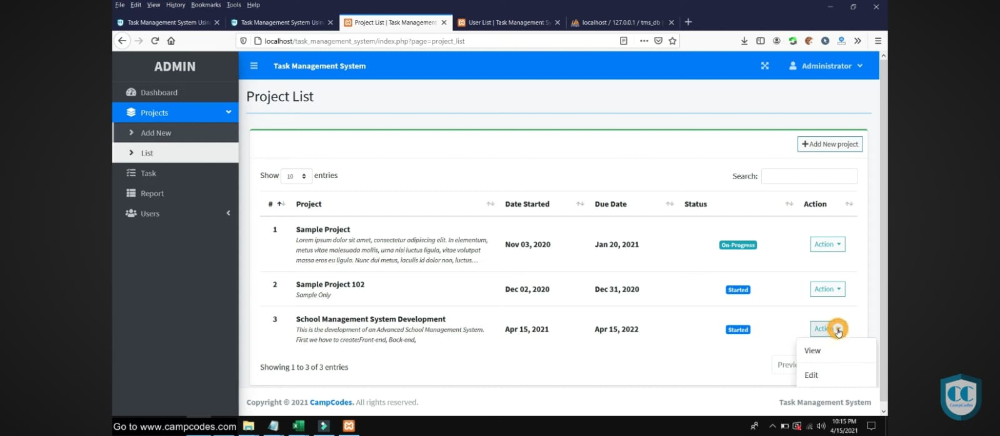 File Edit View History Bookmarks Tools Help
Task Management System Usin
Task Management System Usin
Project List | Task Management
User List | Task Management S
localhost / 127.0.0.1 / tms_db
localhost/task_management_system/index.php?page=project_list
ADMIN
Task Management System
Administrator
Dashboard
Projects
Add New
List
Task
Report
Users
Project List
Add New project
Show 10 entries
Search:
# Project Date Started Due Date Status Action
1 Sample Project
Lorem ipsum dolor sit amet, consectetur adipiscing elit. In elementum,
metus vitae malesuada mollis, urna nisi luctus ligula, vitae volutpat
massa eros eu ligula. Nunc dui metus, iaculis id dolor non, luctus...
Nov 03, 2020 Jan 20, 2021 On-Progress Action
2 Sample Project 102
Sample Only
Dec 02, 2020 Dec 31, 2020 Started Action
3 School Management System Development
This is the development of an Advanced School Management System.
First we have to create:Front-end, Back-end,
Apr 15, 2021 Apr 15, 2022 Started Actio
View
Edit
Showing 1 to 3 of 3 entries
Previ
Copyright © 2021 CampCodes. All rights reserved.
Task Management System
CC
CampCodes
Go to www.campcodes.com
10:15 PM
4/15/2021